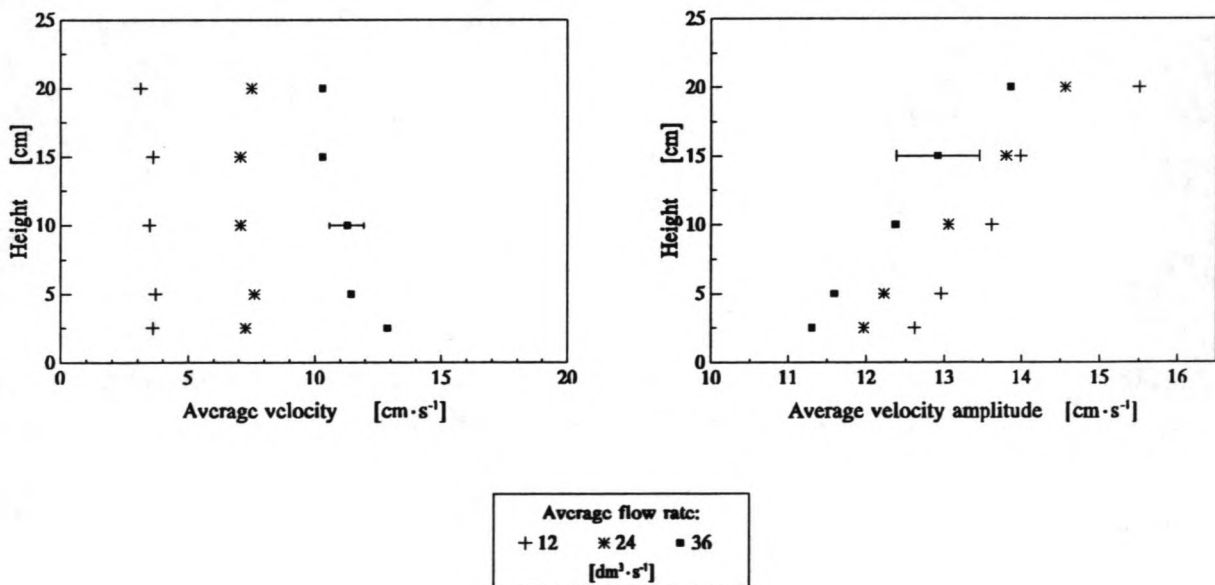 25
20
15
10
5
0
Height [cm]
0 5 10 15 20
Average velocity [cm·s⁻¹]
25
20
15
10
5
0
Height [cm]
10 11 12 13 14 15 16
Average velocity amplitude [cm·s⁻¹]
Average flow rate:
+ 12 ✳ 24 ■ 36
[dm³·s⁻¹]